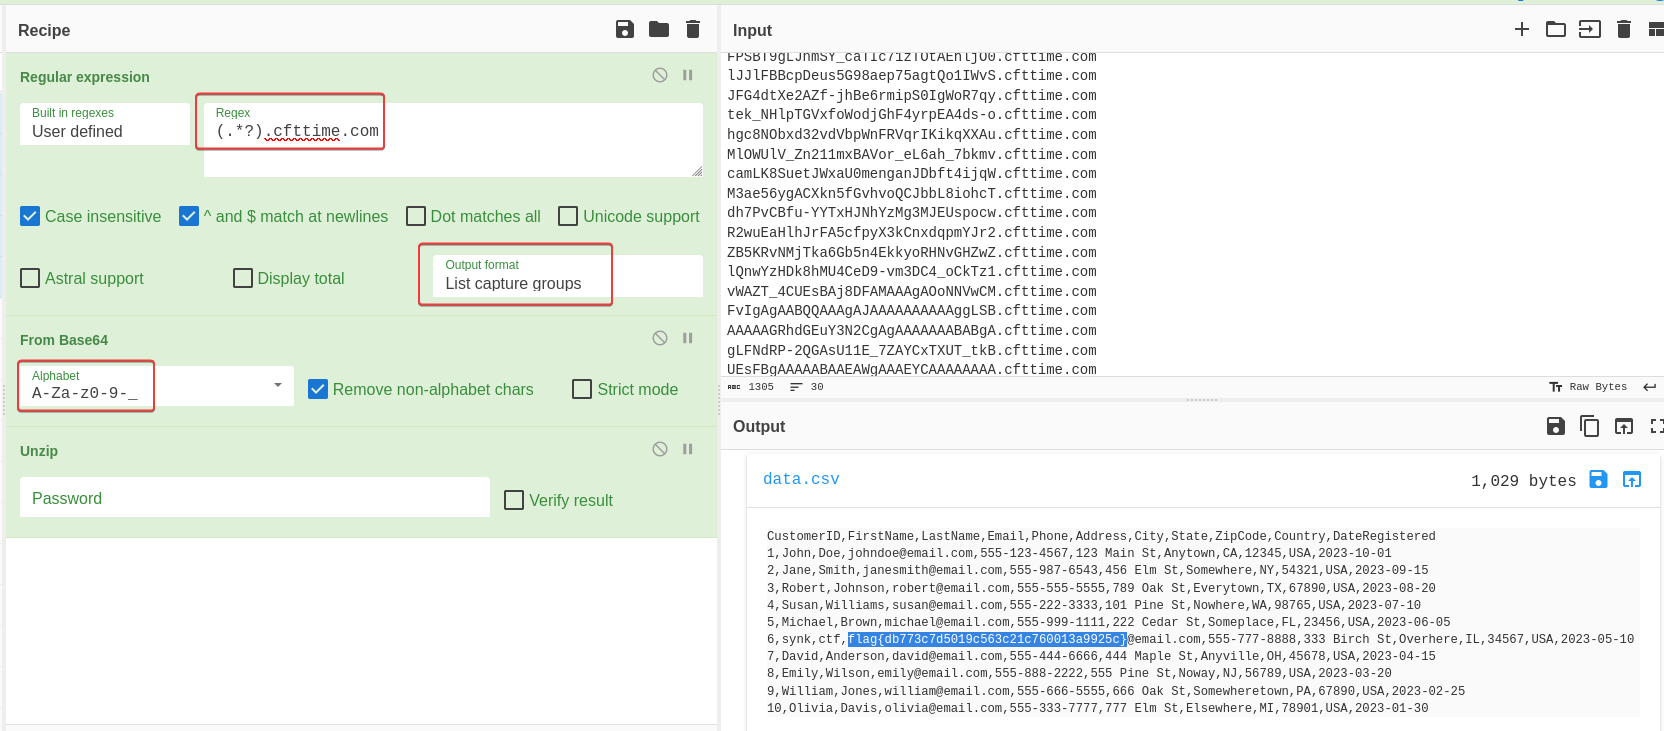 Recipe
Regular expression
Built in regexes
User defined
Regex
(.*?).cfttime.com
Case insensitive
^ and $ match at newlines
Dot matches all
Unicode support
Astral support
Display total
Output format
List capture groups
From Base64
Alphabet
A-Za-z0-9-_
Remove non-alphabet chars
Strict mode
Unzip
Password
Verify result
Input
lJJlFBBcpDeus5G98aep75agtQo1IWvS.cfttime.com
JFG4dtXe2AZf-jhBe6rmipS0IgWoR7qy.cfttime.com
tek_NHlpTGVxfoWodjGhF4yrpEA4ds-o.cfttime.com
hgc8NObxd32vdVbpWnFRVqrIKikqXXAu.cfttime.com
MlOWUlV_Zn211mxBAVor_eL6ah_7bkmv.cfttime.com
camLK8SuetJWxaU0menganJDbft4ijqW.cfttime.com
M3ae56ygACXkn5fGvhvoQCJbbL8iohcT.cfttime.com
dh7PvCBfu-YYTxHJNhYzMg3MJEUspocw.cfttime.com
R2wuEaHlhJrFA5cfpyX3kCnxdqpmYJr2.cfttime.com
ZB5KRvNMjTka6Gb5n4EkkyoRHNvGHZwZ.cfttime.com
lQnwYzHDk8hMU4CeD9-vm3DC4_oCkTz1.cfttime.com
vWAZT_4CUEsBAj8DFAMAAAgAOoNNVwCM.cfttime.com
FvIgAgAABQQAAAgAJAAAAAAAAAAggLSB.cfttime.com
AAAAAGRhdGEuY3N2CgAgAAAAAAABABgA.cfttime.com
gLFNdRP-2QGAsU11E_7ZAYCxTXUT_tkB.cfttime.com
UEsFBgAAAAABAAEAWgAAAEYCAAAAAAAA.cfttime.com
ABC 1305
30
Tr Raw Bytes
Output
data.csv
1,029 bytes
CustomerID,FirstName,LastName,Email,Phone,Address,City,State,ZipCode,Country,DateRegistered
1,John,Doe,johndoe@email.com,555-123-4567,123 Main St,Anytown,CA,12345,USA,2023-10-01
2,Jane,Smith,janesmith@email.com,555-987-6543,456 Elm St,Somewhere,NY,54321,USA,2023-09-15
3,Robert,Johnson,robert@email.com,555-555-5555,789 Oak St,Everytown,TX,67890,USA,2023-08-20
4,Susan,Williams,susan@email.com,555-222-3333,101 Pine St,Nowhere,WA,98765,USA,2023-07-10
5,Michael,Brown,michael@email.com,555-999-1111,222 Cedar St,Someplace,FL,23456,USA,2023-06-05
6,synk,ctf,flag{db773c7d5019c563c21c760013a9925c}@email.com,555-777-8888,333 Birch St,Overhere,IL,34567,USA,2023-05-10
7,David,Anderson,david@email.com,555-444-6666,444 Maple St,Anyville,OH,45678,USA,2023-04-15
8,Emily,Wilson,emily@email.com,555-888-2222,555 Pine St,Noway,NJ,56789,USA,2023-03-20
9,William,Jones,william@email.com,555-666-5555,666 Oak St,Somewheretown,PA,67890,USA,2023-02-25
10,Olivia,Davis,olivia@email.com,555-333-7777,777 Elm St,Elsewhere,MI,78901,USA,2023-01-30